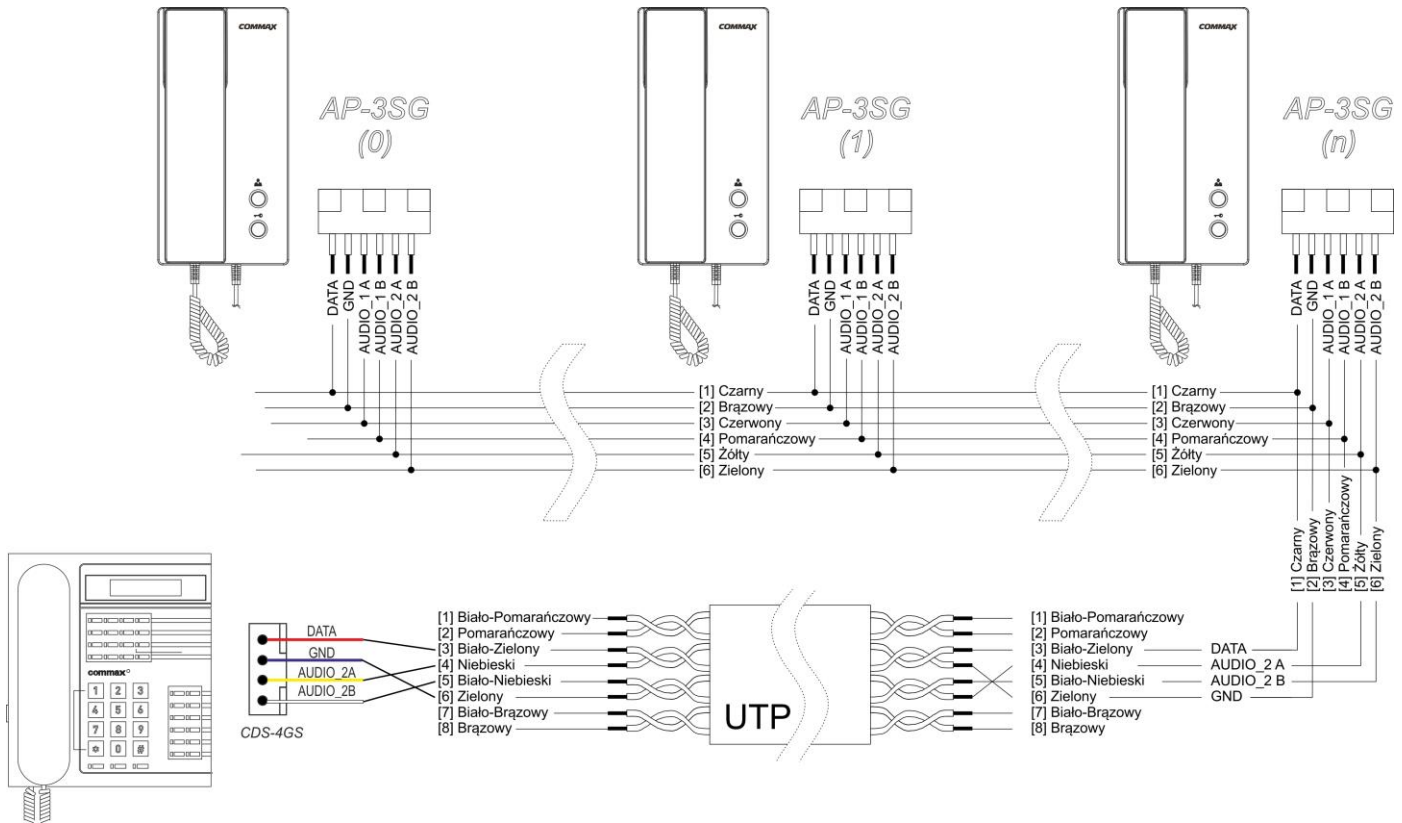 COMMAX
AP-3SG
(0)
DATA
GND
AUDIO_1 A
AUDIO_1 B
AUDIO_2 A
AUDIO_2 B
COMMAX
AP-3SG
(1)
DATA
GND
AUDIO_1 A
AUDIO_1 B
AUDIO_2 A
AUDIO_2 B
COMMAX
AP-3SG
(n)
DATA
GND
AUDIO_1 A
AUDIO_1 B
AUDIO_2 A
AUDIO_2 B
[1] Czarny
[2] Brązowy
[3] Czerwony
[4] Pomarańczowy
[5] Żółty
[6] Zielony
[1] Czarny
[2] Brązowy
[3] Czerwony
[4] Pomarańczowy
[5] Żółty
[6] Zielony
[1] Czarny
[2] Brązowy
[3] Czerwony
[4] Pomarańczowy
[5] Żółty
[6] Zielony
commax
1 2 3
4 5 6
7 8 9
* 0 #
DATA
GND
AUDIO_2A
AUDIO_2B
CDS-4GS
[1] Biało-Pomarańczowy
[2] Pomarańczowy
[3] Biało-Zielony
[4] Niebieski
[5] Biało-Niebieski
[6] Zielony
[7] Biało-Brązowy
[8] Brązowy
UTP
[1] Biało-Pomarańczowy
[2] Pomarańczowy
[3] Biało-Zielony
[4] Niebieski
[5] Biało-Niebieski
[6] Zielony
[7] Biało-Brązowy
[8] Brązowy
DATA
AUDIO_2 A
AUDIO_2 B
GND